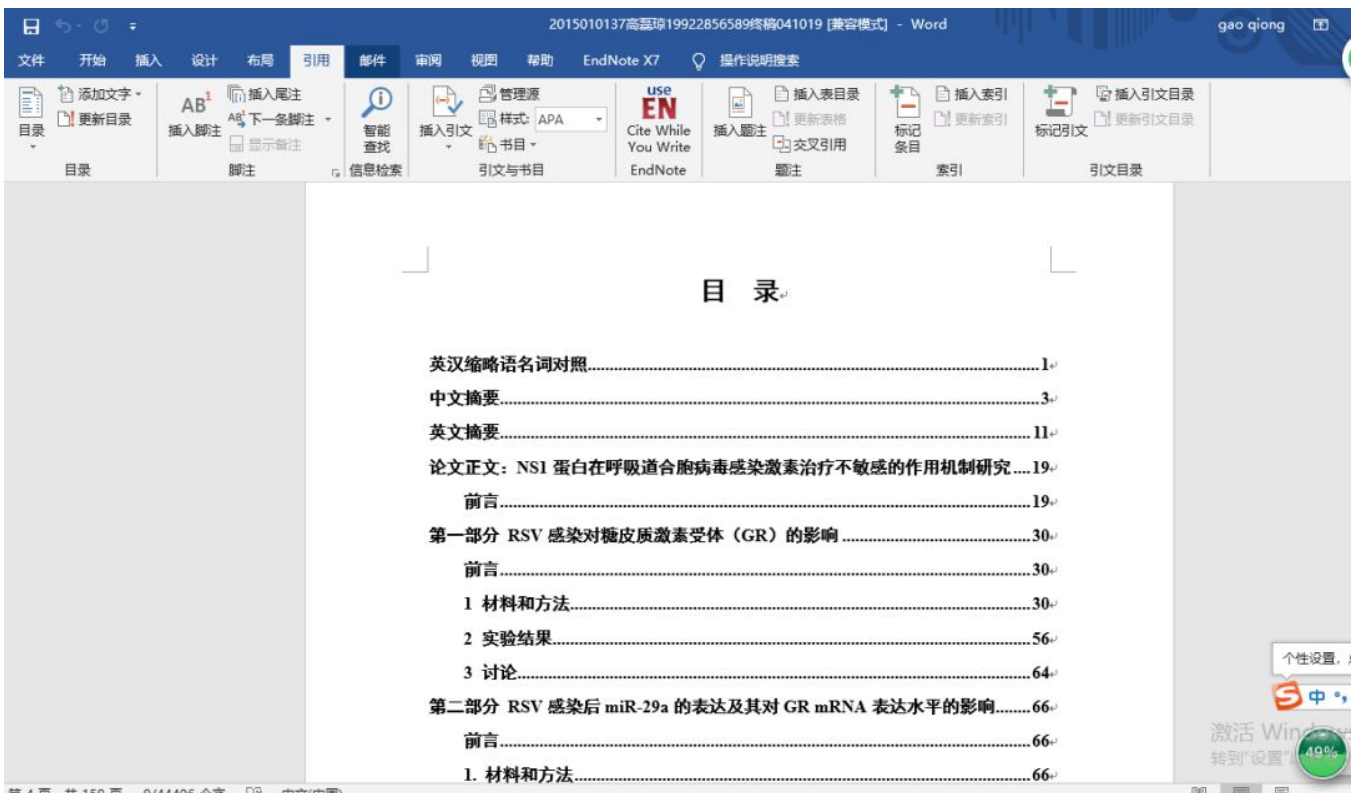 2015010137高磊琼19922856589终稿041019 [兼容模式] - Word
gao qiong
文件 开始 插入 设计 布局 引用 邮件 审阅 视图 帮助 EndNote X7 操作说明搜索
目录
添加文字
更新目录
目录
AB1
插入脚注
插入尾注
下一条脚注
显示备注
脚注
智能
查找
信息检索
插入引文
管理源
样式: APA
书目
引文与书目
use
EN
Cite While
You Write
EndNote
插入题注
插入表目录
更新表格
交叉引用
题注
标记
条目
插入索引
更新索引
索引
标记引文
插入引文目录
更新引文目录
引文目录
目 录
英汉缩略语名词对照........1
中文摘要........3
英文摘要........11
论文正文：NS1 蛋白在呼吸道合胞病毒感染激素治疗不敏感的作用机制研究....19
前言........19
第一部分 RSV 感染对糖皮质激素受体（GR）的影响........30
前言........30
1 材料和方法........30
2 实验结果........56
3 讨论........64
第二部分 RSV 感染后 miR-29a 的表达及其对 GR mRNA 表达水平的影响........66
前言........66
1. 材料和方法........66
个性设置，
中
激活 Windows
转到"设置"
49%